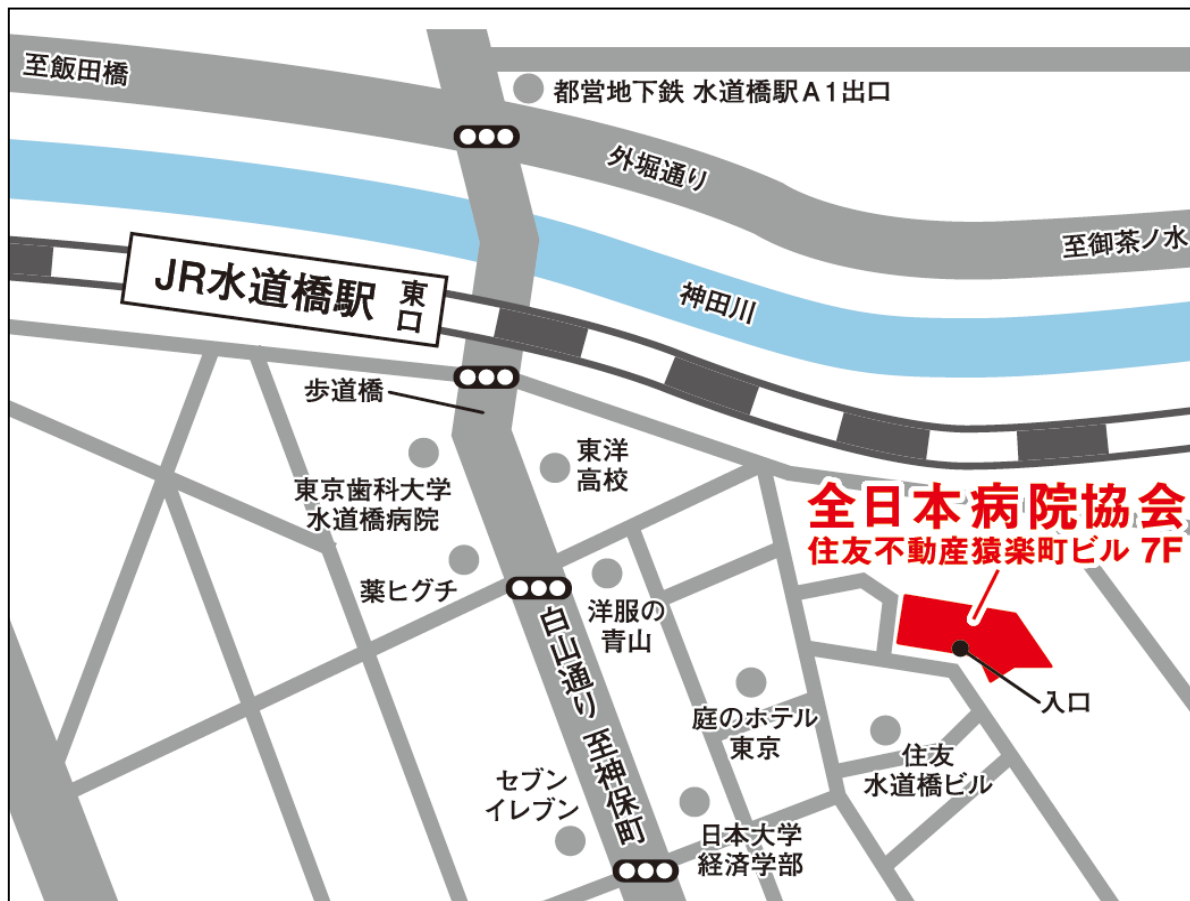 至飯田橋
都営地下鉄 水道橋駅A1出口
外堀通り
至御茶ノ水
神田川
JR水道橋駅 東口
歩道橋
東洋
高校
東京歯科大学
水道橋病院
全日本病院協会
住友不動産猿楽町ビル 7F
薬ヒグチ
洋服の
青山
白山通り 至神保町
入口
庭のホテル
東京
住友
水道橋ビル
セブン
イレブン
日本大学
経済学部